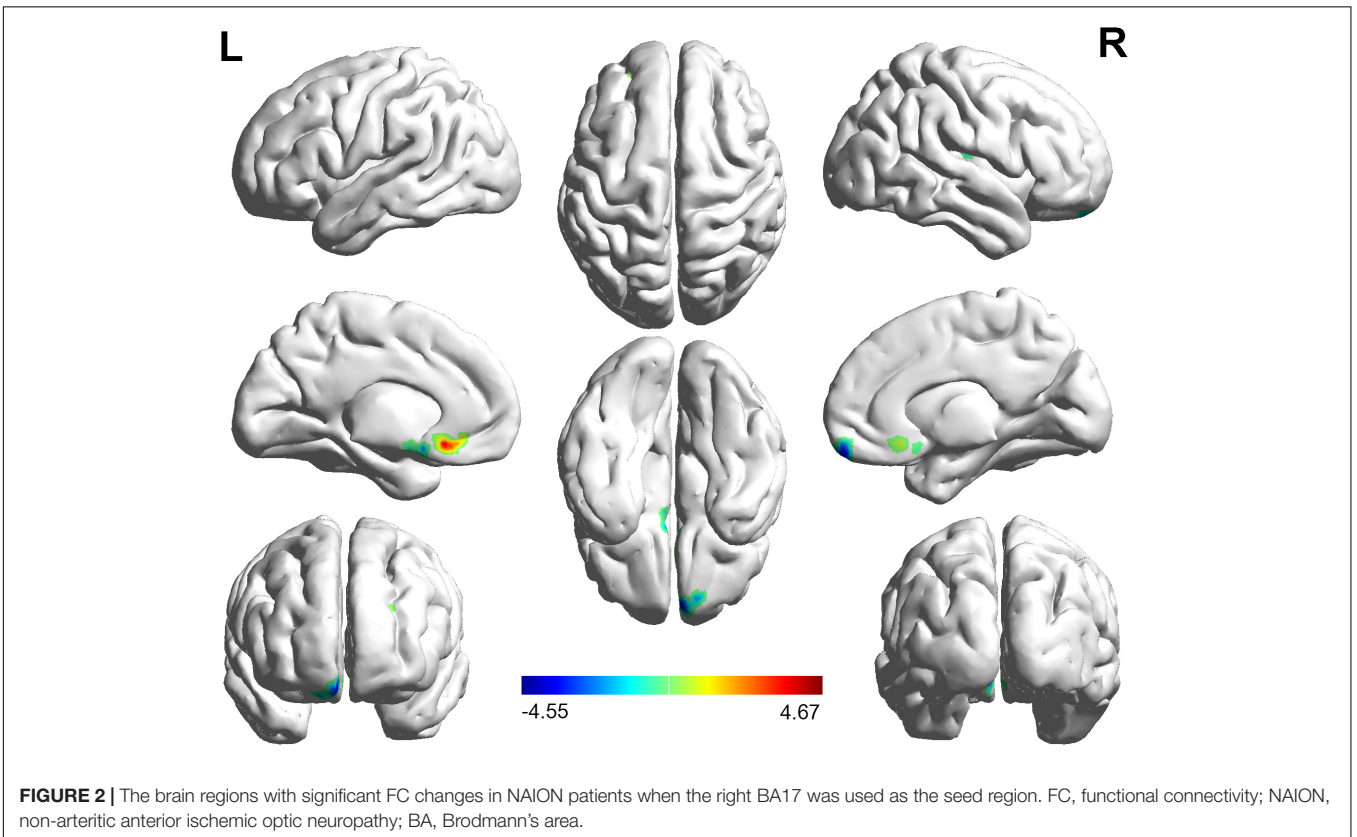 L
R
-4.55
4.67
FIGURE 2 | The brain regions with significant FC changes in NAION patients when the right BA17 was used as the seed region. FC, functional connectivity; NAION,
non-arteritic anterior ischemic optic neuropathy; BA, Brodmann's area.